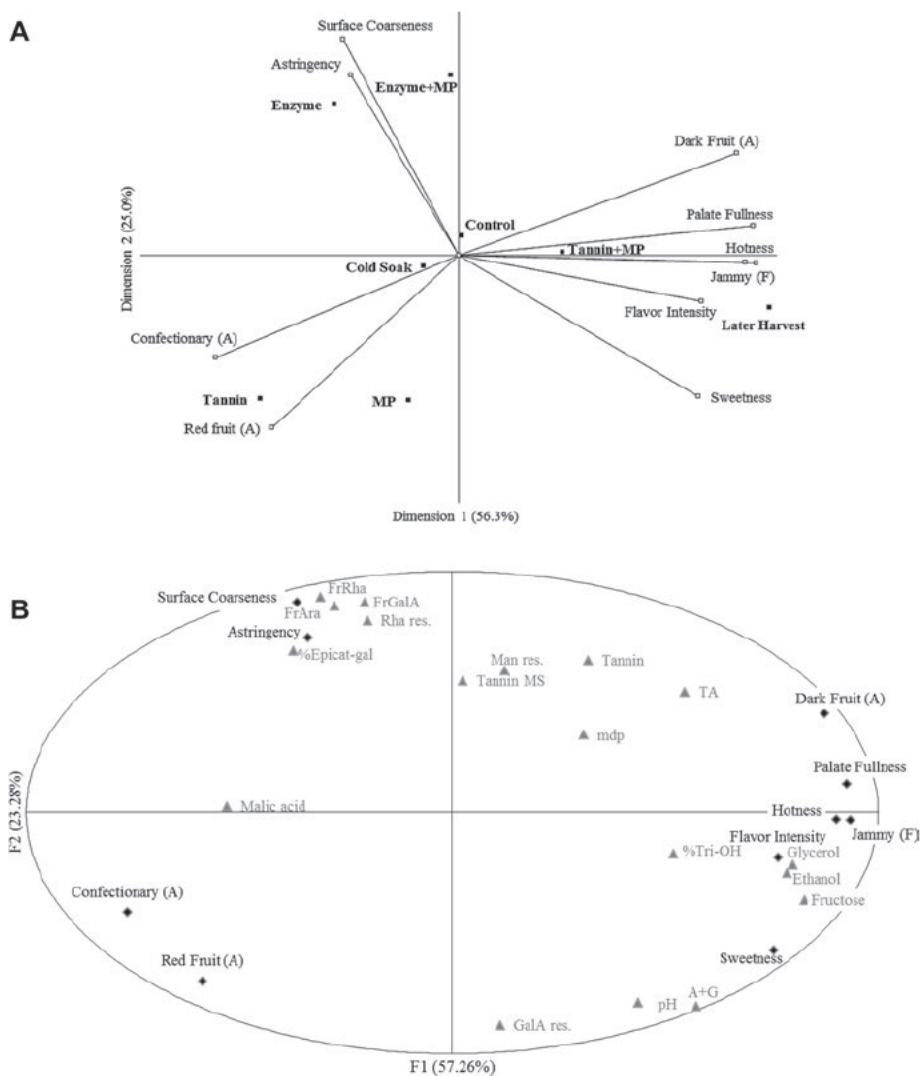 A
Surface Coarseness
Astringency
Enzyme+MP
Enzyme
Dark Fruit (A)
Palate Fullness
Control
Tannin+MP
Hotness
Cold Soak
Jammy (F)
Flavor Intensity
Later Harvest
Confectionary (A)
Tannin
MP
Sweetness
Red fruit (A)
Dimension 2 (25.0%)
Dimension 1 (56.3%)
B
Surface Coarseness
FrRha
FrAra
FrGalA
Rha res.
Astringency
%Epicat-gal
Man res.
Tannin
Tannin MS
TA
Dark Fruit (A)
mdp
Palate Fullness
Malic acid
Hotness
Flavor Intensity
Jammy (F)
%Tri-OH
Glycerol
Ethanol
Confectionary (A)
Fructose
Red Fruit (A)
Sweetness
pH
A+G
GalA res.
F2 (23.28%)
F1 (57.26%)